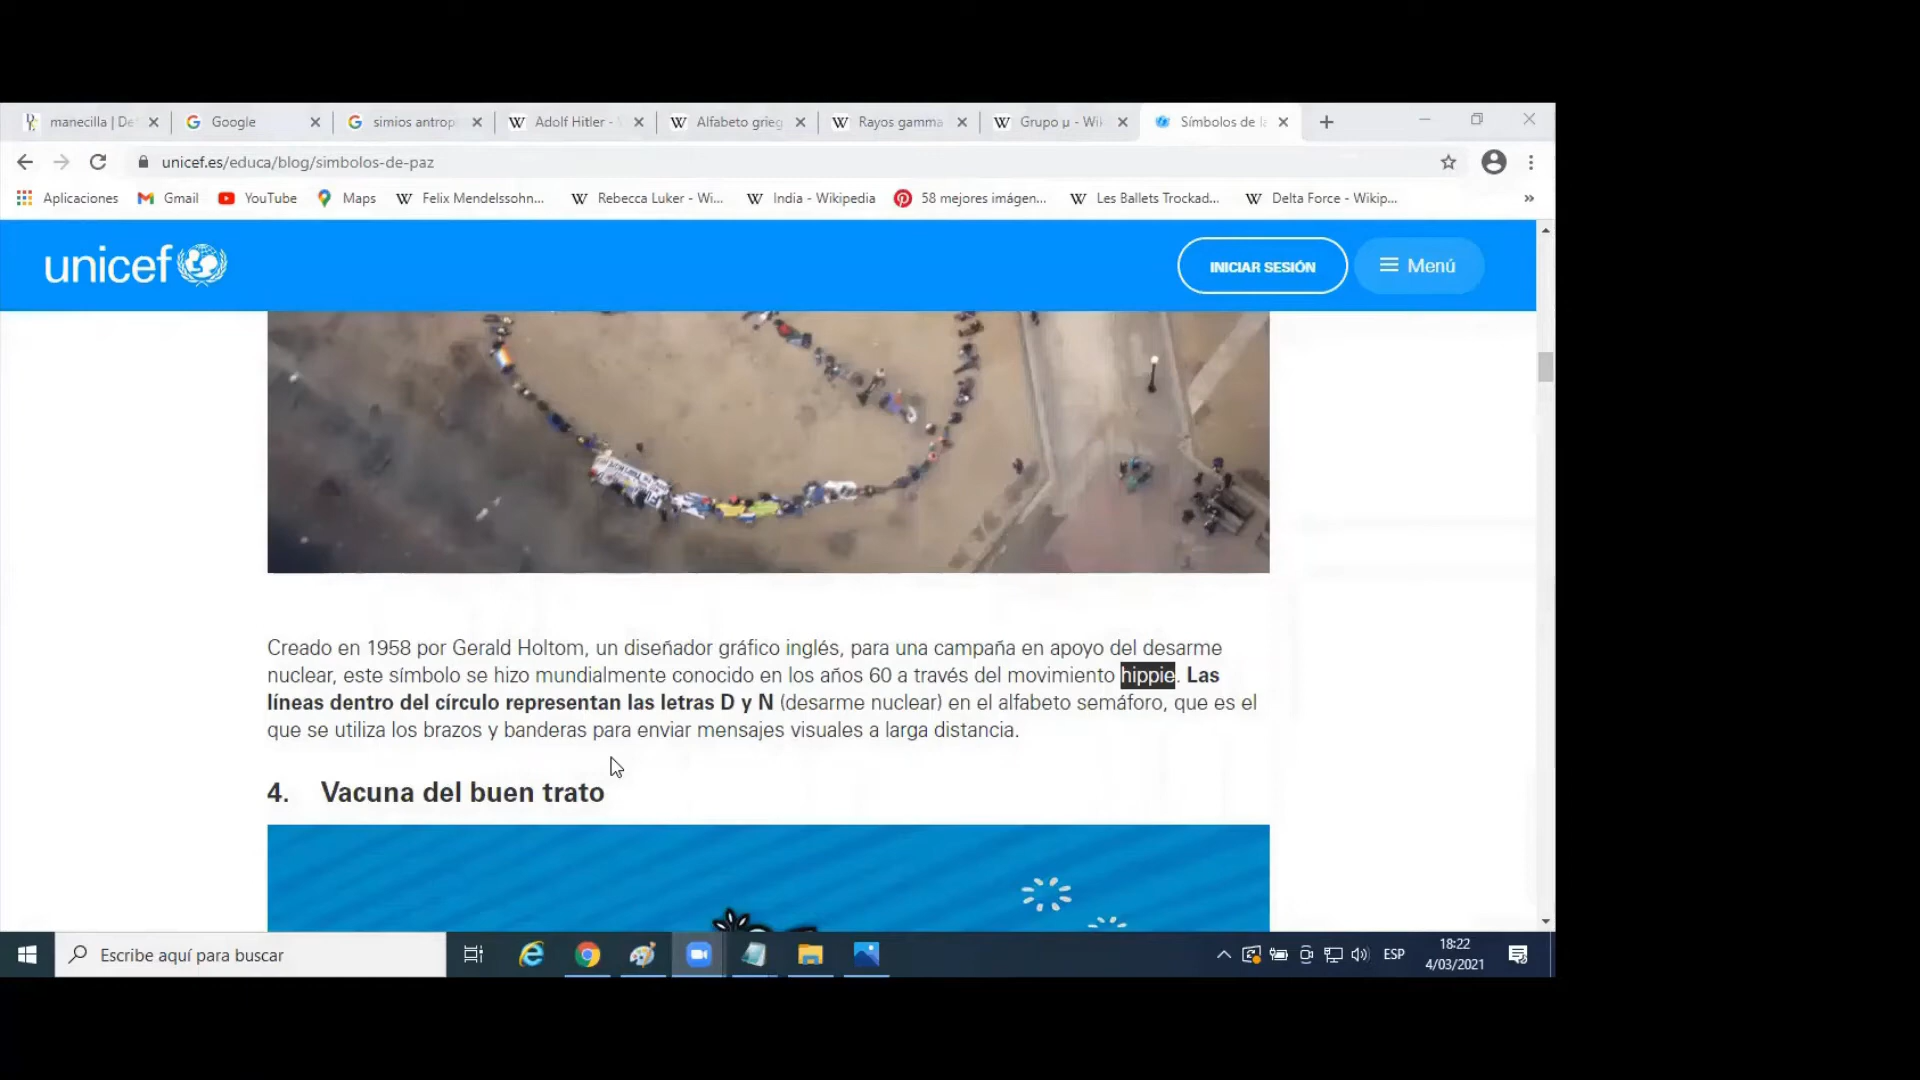 manecilla | De
Google
simios antrop
Adolf Hitler -
Alfabeto grieg
Rayos gamma
Grupo µ - Wik
Símbolos de la
unicef.es/educa/blog/simbolos-de-paz
Aplicaciones
Gmail
YouTube
Maps
Felix Mendelssohn...
Rebecca Luker - Wi...
India - Wikipedia
58 mejores imágen...
Les Ballets Trockad...
Delta Force - Wikip...
»
unicef
INICIAR SESIÓN
Menú
Creado en 1958 por Gerald Holtom, un diseñador gráfico inglés, para una campaña en apoyo del desarme
nuclear, este símbolo se hizo mundialmente conocido en los años 60 a través del movimiento hippie. Las
líneas dentro del círculo representan las letras D y N (desarme nuclear) en el alfabeto semáforo, que es el
que se utiliza los brazos y banderas para enviar mensajes visuales a larga distancia.
4. Vacuna del buen trato
Escribe aquí para buscar
ESP
18:22
4/03/2021